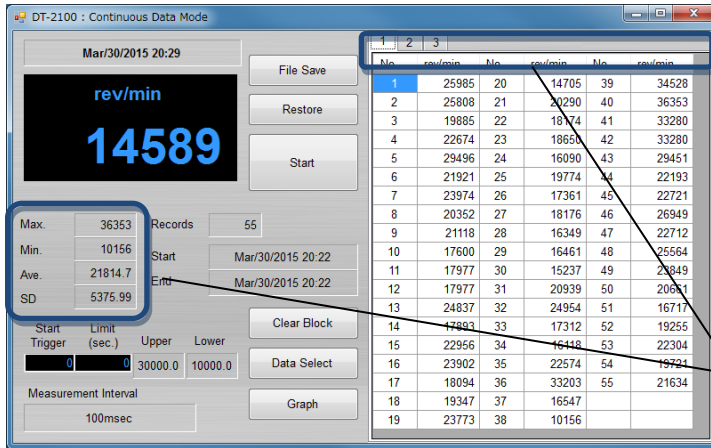 DT-2100 : Continuous Data Mode
Mar/30/2015 20:29
rev/min
14589
File Save
Restore
Start
Max. 36353
Min. 10156
Ave. 21814.7
SD 5375.99
Records 55
Start Mar/30/2015 20:22
End Mar/30/2015 20:22
Start Trigger Limit (sec.) Upper Lower
0 0 30000.0 10000.0
Measurement Interval
100msec
Clear Block
Data Select
Graph
1 2 3
No. rev/min No. rev/min No. rev/min
1 25985 20 14705 39 34528
2 25808 21 20290 40 36353
3 19885 22 18174 41 33280
4 22674 23 18650 42 33280
5 29496 24 16090 43 29451
6 21921 25 19774 44 22193
7 23974 26 17361 45 22721
8 20352 27 18176 46 26949
9 21118 28 16349 47 22712
10 17600 29 16461 48 25564
11 17977 30 15237 49 23849
12 17977 31 20939 50 20661
13 24837 32 24954 51 16717
14 17893 33 17312 52 19255
15 22956 34 16118 53 22304
16 23902 35 22574 54 19721
17 18094 36 33203 55 21634
18 19347 37 16547
19 23773 38 10156